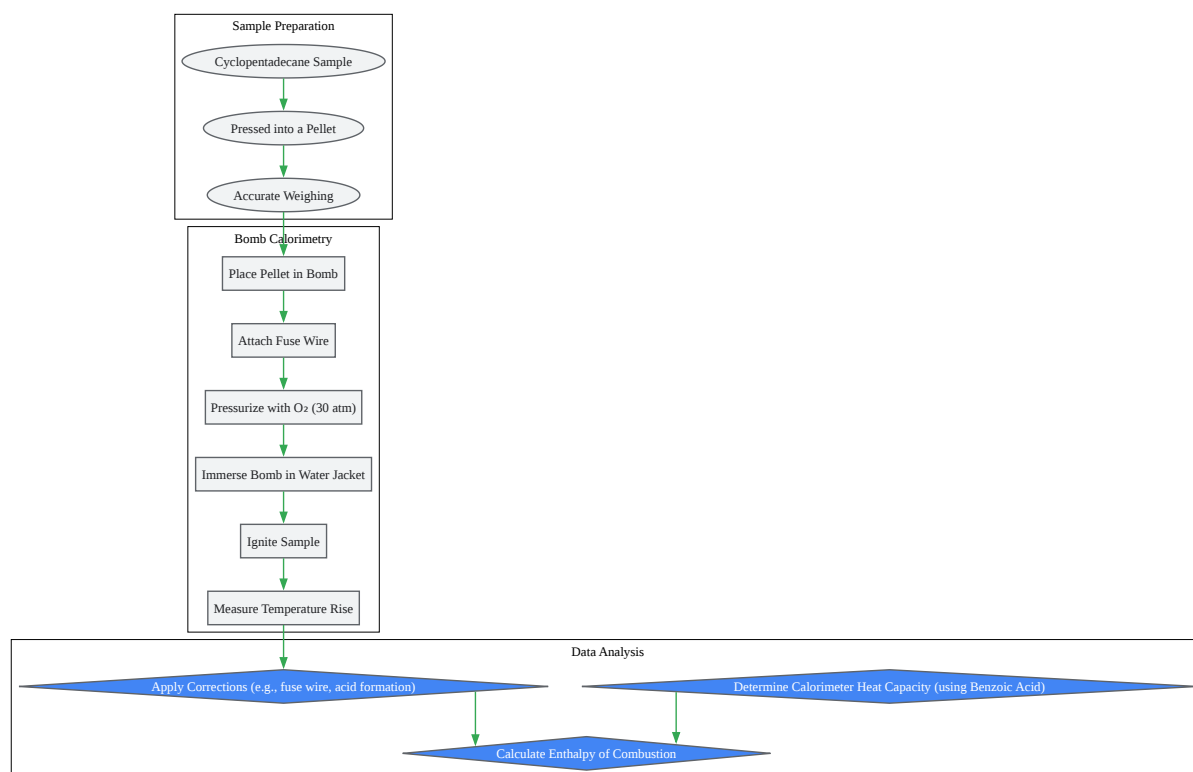 Sample Preparation
Cyclopentadecane Sample
Pressed into a Pellet
Accurate Weighing
Bomb Calorimetry
Place Pellet in Bomb
Attach Fuse Wire
Pressurize with O₂ (30 atm)
Immerse Bomb in Water Jacket
Ignite Sample
Measure Temperature Rise
Data Analysis
Apply Corrections (e.g., fuse wire, acid formation)
Determine Calorimeter Heat Capacity (using Benzoic Acid)
Calculate Enthalpy of Combustion